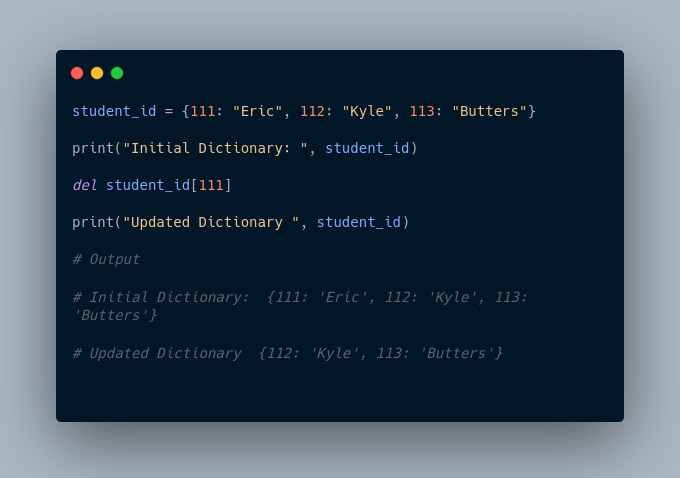 student_id = {111: "Eric", 112: "Kyle", 113: "Butters"}
print("Initial Dictionary: ", student_id)
del student_id[111]
print("Updated Dictionary ", student_id)
# Output
# Initial Dictionary:  {111: 'Eric', 112: 'Kyle', 113:
'Butters'}
# Updated Dictionary  {112: 'Kyle', 113: 'Butters'}